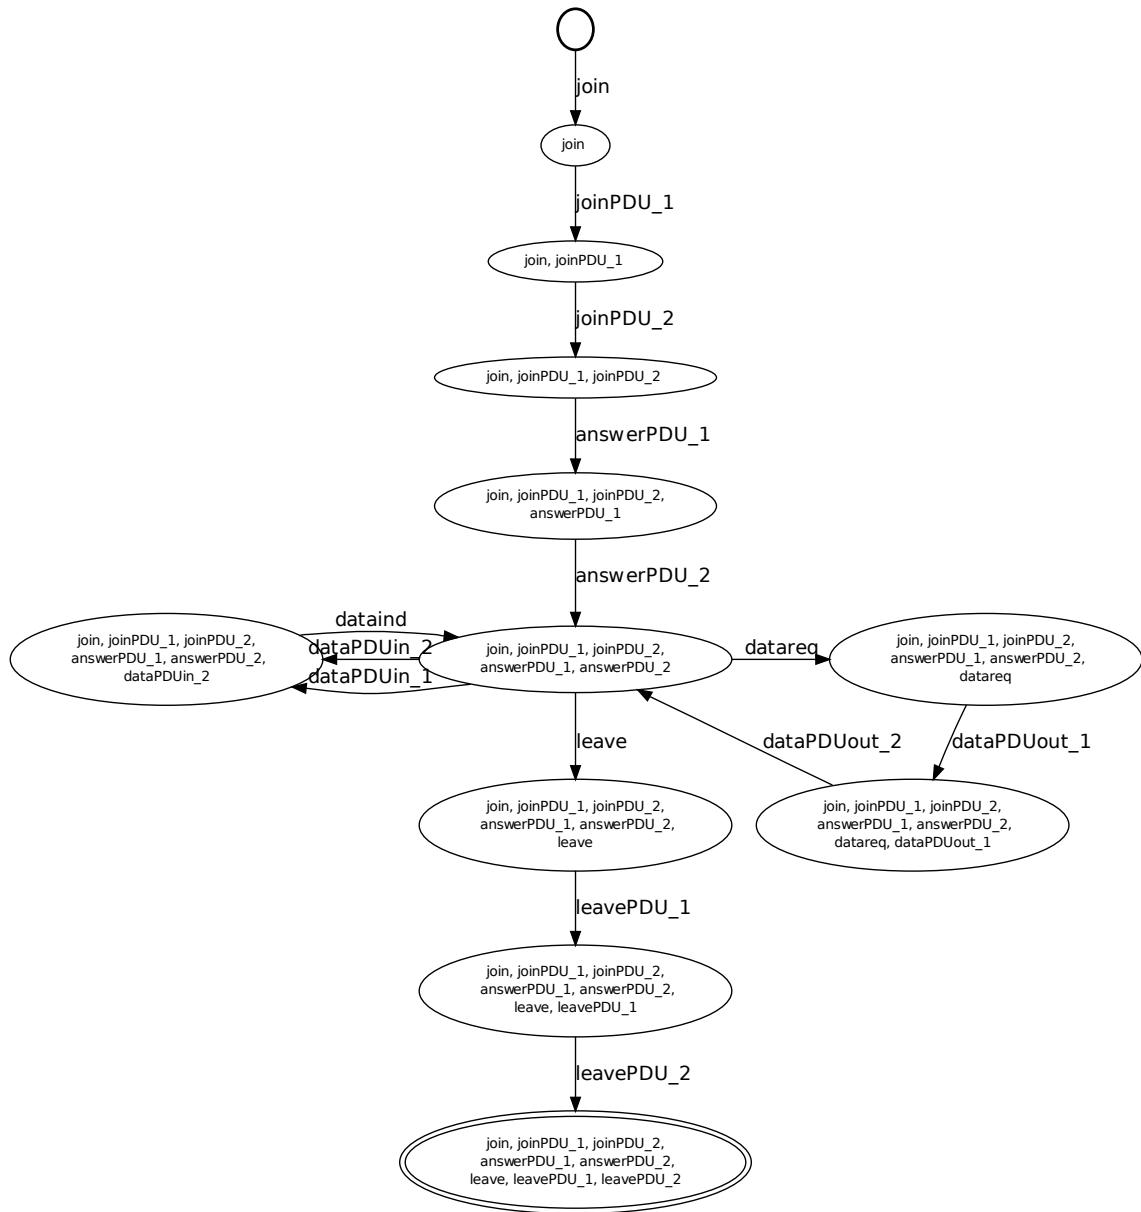 join
join
joinPDU_1
join, joinPDU_1
joinPDU_2
join, joinPDU_1, joinPDU_2
answerPDU_1
join, joinPDU_1, joinPDU_2,
answerPDU_1
answerPDU_2
dataind
dataPDUin_2
dataPDUin_1
join, joinPDU_1, joinPDU_2,
answerPDU_1, answerPDU_2,
dataPDUin_2
join, joinPDU_1, joinPDU_2,
answerPDU_1, answerPDU_2
datareq
join, joinPDU_1, joinPDU_2,
answerPDU_1, answerPDU_2,
datareq
leave
dataPDUout_2
dataPDUout_1
join, joinPDU_1, joinPDU_2,
answerPDU_1, answerPDU_2,
leave
join, joinPDU_1, joinPDU_2,
answerPDU_1, answerPDU_2,
datareq, dataPDUout_1
leavePDU_1
join, joinPDU_1, joinPDU_2,
answerPDU_1, answerPDU_2,
leave, leavePDU_1
leavePDU_2
join, joinPDU_1, joinPDU_2,
answerPDU_1, answerPDU_2,
leave, leavePDU_1, leavePDU_2